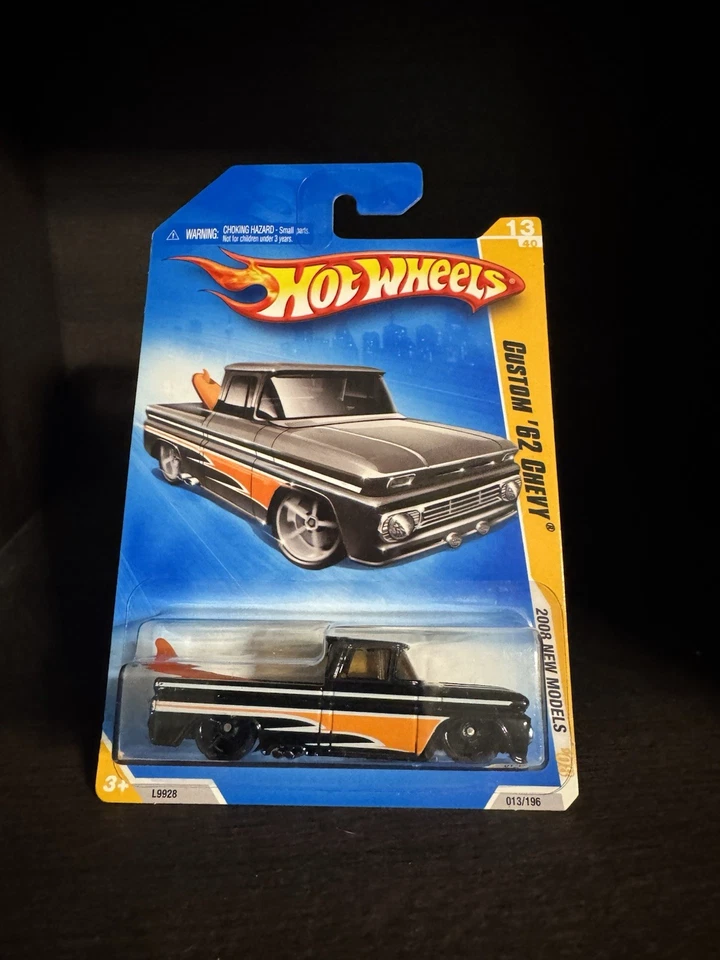 WARNING: CHOKING HAZARD - Small parts.
Not for children under 3 years.
13
40
HOT WHEELS
CUSTOM '62 CHEVY®
2008 NEW MODELS
3+
L9928
013/196